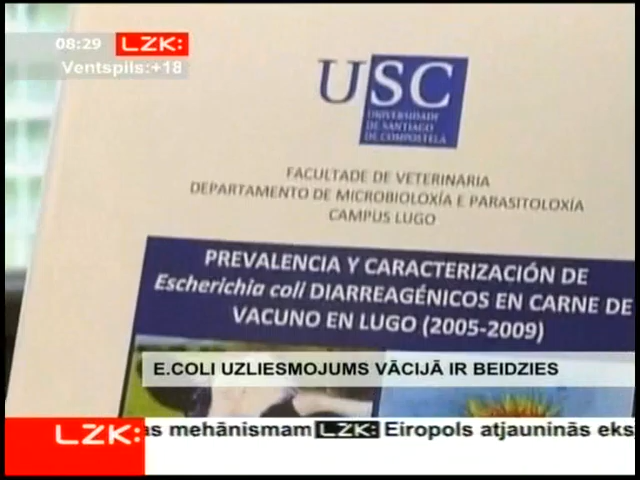 08:29 LZK:
Ventspils:+18
USC
UNIVERSIDADE
DE SANTIAGO
DE COMPOSTELA
FACULTADE DE VETERINARIA
DEPARTAMENTO DE MICROBIOLOXÍA E PARASITOLOXÍA
CAMPUS LUGO
PREVALENCIA Y CARACTERIZACIÓN DE
Escherichia coli DIARREAGÉNICOS EN CARNE DE
VACUNO EN LUGO (2005-2009)
E.COLI UZLIESMOJUMS VĀCIJĀ IR BEIDZIES
LZK: as mehānismam LZK: Eiropols atjauninās eks